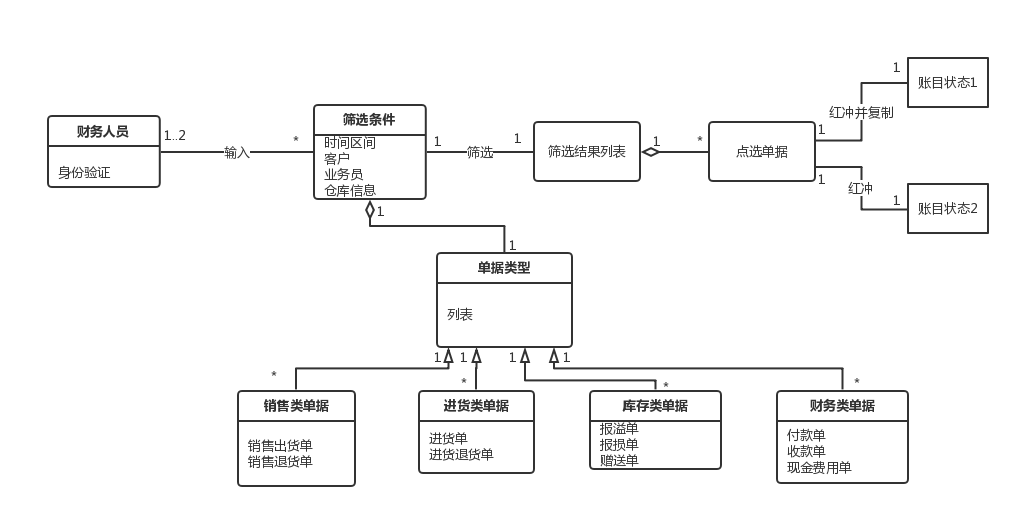 财务人员
身份验证
1..2
*
输入
筛选条件
时间区间
客户
业务员
仓库信息
1
1
筛选
筛选结果列表
1
*
点选单据
1
红冲并复制
1
账目状态1
1
红冲
1
账目状态2
1
1
单据类型
列表
1
1
1
1
*
*
*
*
销售类单据
销售出货单
销售退货单
进货类单据
进货单
进货退货单
库存类单据
报溢单
报损单
赠送单
财务类单据
付款单
收款单
现金费用单